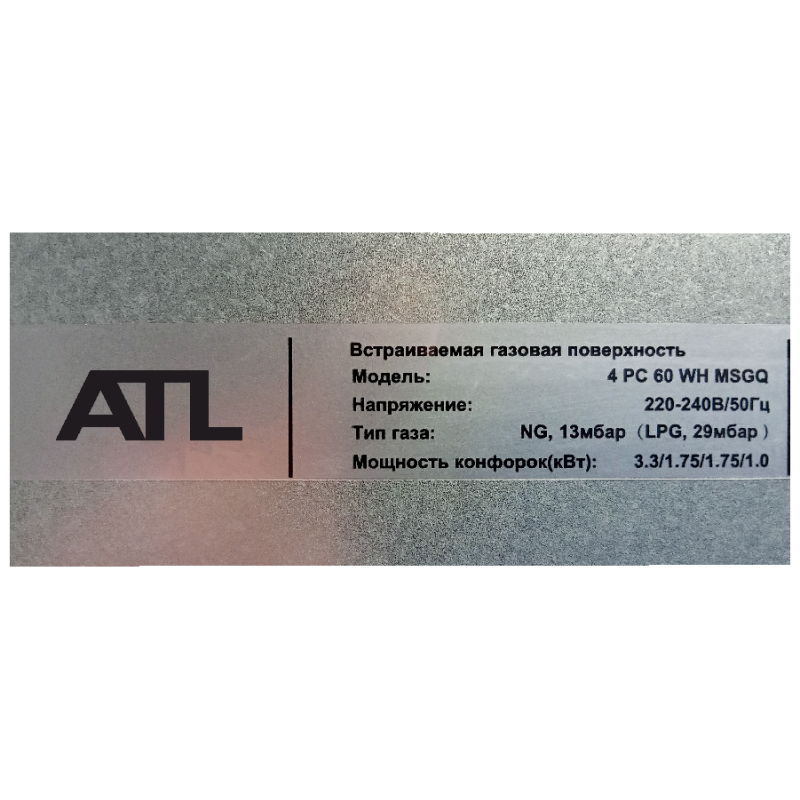 ATL
Встраиваемая газовая поверхность
Модель: 4 PC 60 WH MSGQ
Напряжение: 220-240В/50Гц
Тип газа: NG, 13мбар (LPG, 29мбар )
Мощность конфорок(кВт): 3.3/1.75/1.75/1.0